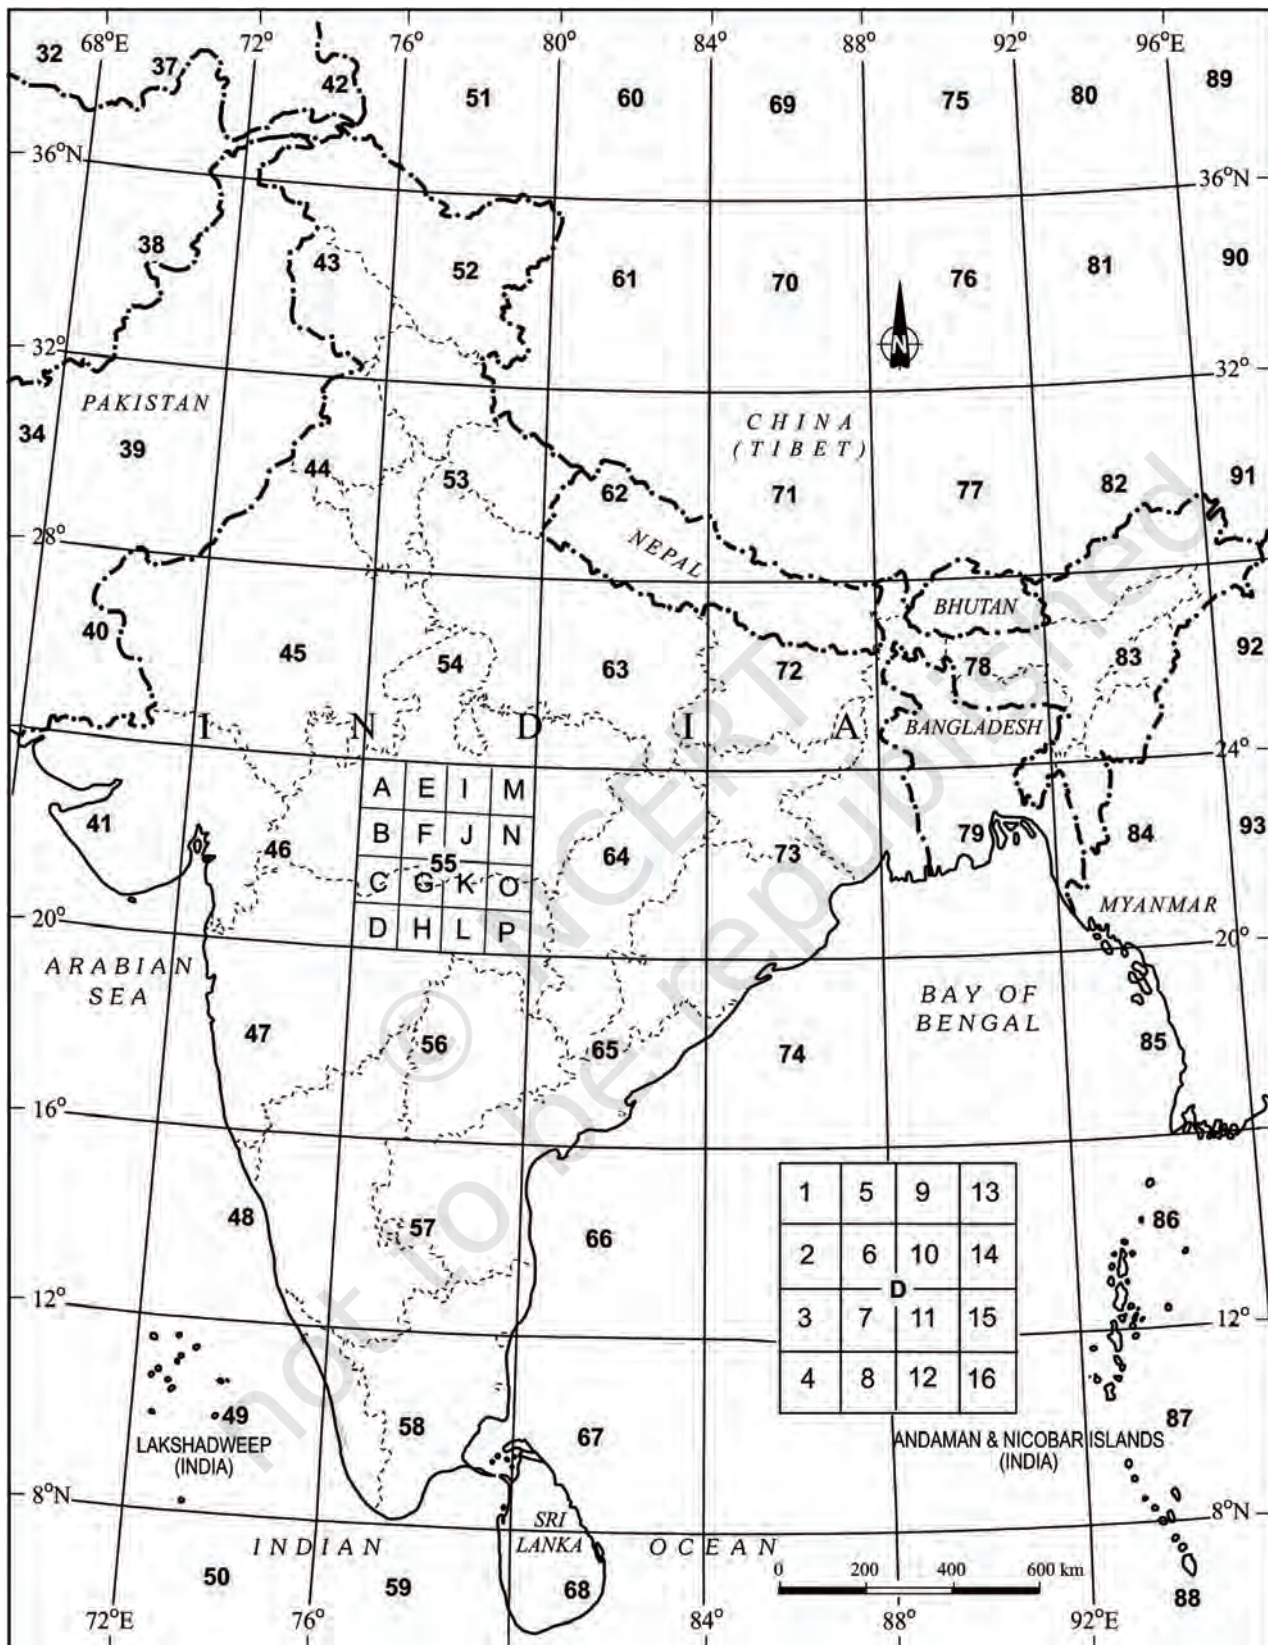 68°E 72° 76° 80° 84° 88° 92° 96°E
32 37 42 51 60 69 75 80 89
36°N 36°N
38 43 52 61 70 76 81 90
N
32° 32°
PAKISTAN
CHINA
(TIBET)
34 39 44 53 62 71 77 82 91
28°
NEPAL
BHUTAN
40 45 54 63 72 78 83 92
I N D I A
BANGLADESH
24°
A E I M
B F J N
55
C G K O
D H L P
41 46 64 73 79 84 93
MYANMAR
20° 20°
ARABIAN
SEA
BAY OF
BENGAL
47 56 65 74 85
16°
1 5 9 13
2 6 10 14
D
3 7 11 15
4 8 12 16
48 57 66 86
12° 12°
49 58 67 87
LAKSHADWEEP
(INDIA)
ANDAMAN & NICOBAR ISLANDS
(INDIA)
8°N 8°N
SRI
LANKA
INDIAN OCEAN
0 200 400 600 km
50 59 68 88
72°E 76° 84° 88° 92°E
© NCERT
not to be republished